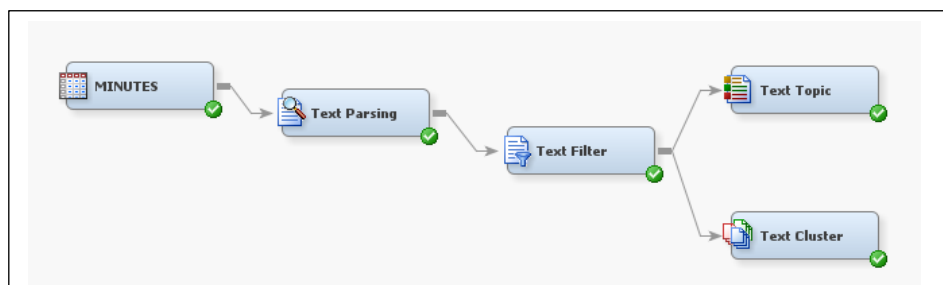 MINUTES
Text Parsing
Text Filter
Text Topic
Text Cluster